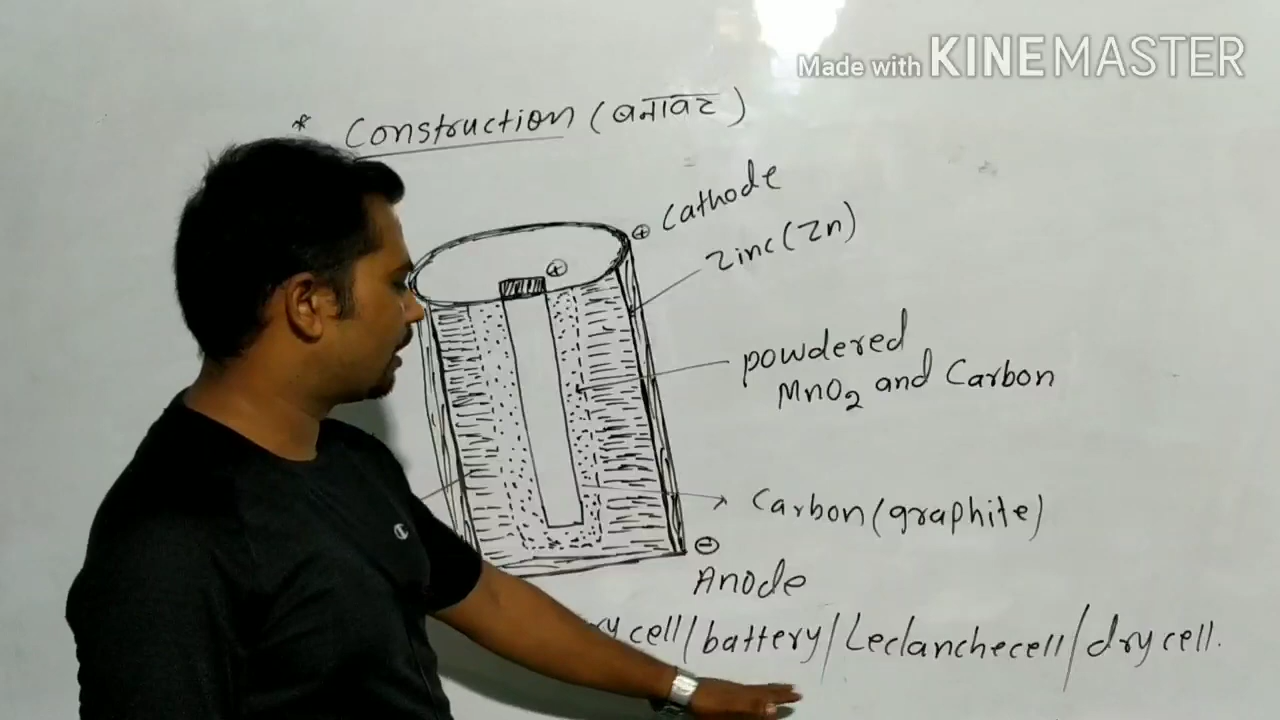 Made with KINEMASTER
* Construction (बनावट)
⊕ Cathode
Zinc (Zn)
⊕
powdered
MnO₂ and Carbon
Carbon (graphite)
⊖
Anode
cell/battery/Leclanchecell/dry cell.